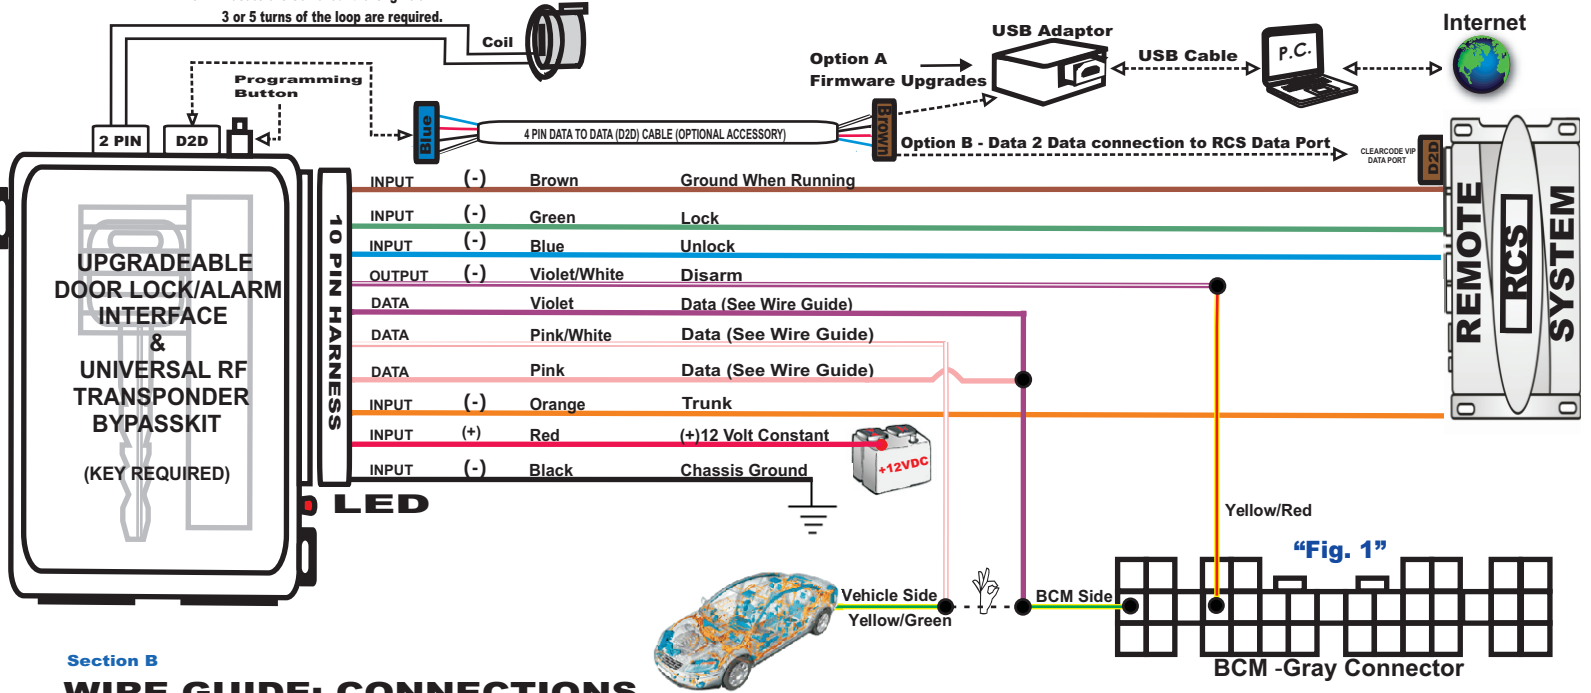 3 or 5 turns of the loop are required.
Coil
Programming
Button
2 PIN
D2D
Blue
4 PIN DATA TO DATA (D2D) CABLE (OPTIONAL ACCESSORY)
Brown
Option A
Firmware Upgrades
USB Adaptor
USB Cable
P.C.
Internet
Option B - Data 2 Data connection to RCS Data Port
CLEARCODE VIP
DATA PORT
D2D
REMOTE
RCS
SYSTEM
UPGRADEABLE
DOOR LOCK/ALARM
INTERFACE
&
UNIVERSAL RF
TRANSPONDER
BYPASSKIT
(KEY REQUIRED)
10 PIN HARNESS
LED
INPUT (-) Brown Ground When Running
INPUT (-) Green Lock
INPUT (-) Blue Unlock
OUTPUT (-) Violet/White Disarm
DATA Violet Data (See Wire Guide)
DATA Pink/White Data (See Wire Guide)
DATA Pink Data (See Wire Guide)
INPUT (-) Orange Trunk
INPUT (+) Red (+)12 Volt Constant
INPUT (-) Black Chassis Ground
+12VDC
Yellow/Red
"Fig. 1"
Vehicle Side
Yellow/Green
BCM Side
BCM -Gray Connector
Section B
WIRE GUIDE: CONNECTIONS